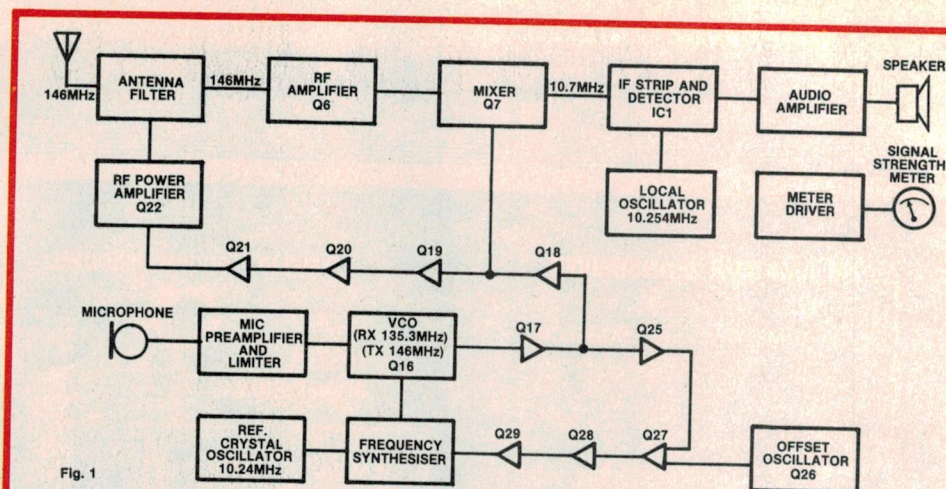 146MHz
ANTENNA
FILTER
146MHz
RF
AMPLIFIER
Q6
MIXER
Q7
10.7MHz
IF STRIP AND
DETECTOR
IC1
AUDIO
AMPLIFIER
SPEAKER
RF POWER
AMPLIFIER
Q22
LOCAL
OSCILLATOR
10.254MHz
METER
DRIVER
SIGNAL
STRENGTH
METER
Q21
Q20
Q19
Q18
MICROPHONE
MIC
PREAMPLIFIER
AND
LIMITER
VCO
(RX 135.3MHz)
(TX 146MHz)
Q16
Q17
Q25
REF.
CRYSTAL
OSCILLATOR
10.24MHz
FREQUENCY
SYNTHESISER
Q29
Q28
Q27
OFFSET
OSCILLATOR
Q26
Fig. 1